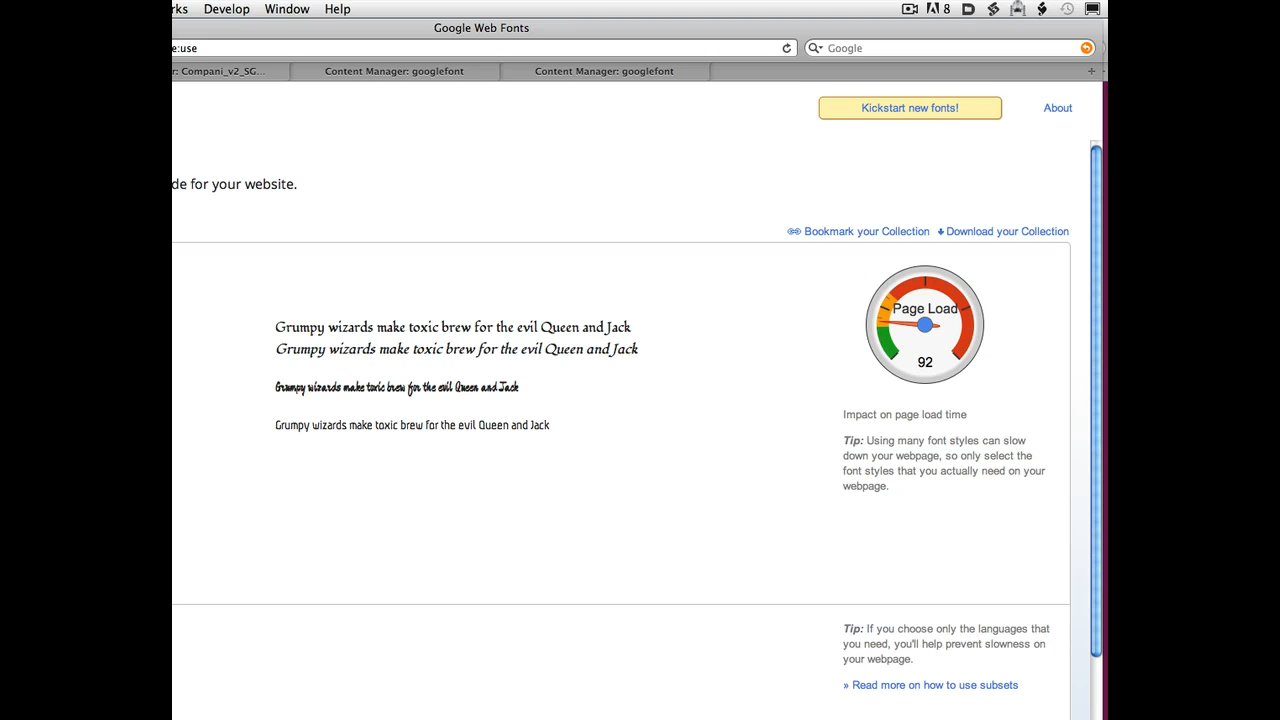 rks Develop Window Help 8
Google Web Fonts
e:use Google
r: Compani_v2_SG... Content Manager: googlefont Content Manager: googlefont
Kickstart new fonts! About
de for your website.
Bookmark your Collection Download your Collection
Grumpy wizards make toxic brew for the evil Queen and Jack
Grumpy wizards make toxic brew for the evil Queen and Jack
Grumpy wizards make toxic brew for the evil Queen and Jack
Grumpy wizards make toxic brew for the evil Queen and Jack
Page Load
92
Impact on page load time
Tip: Using many font styles can slow
down your webpage, so only select the
font styles that you actually need on your
webpage.
Tip: If you choose only the languages that
you need, you'll help prevent slowness on
your webpage.
» Read more on how to use subsets